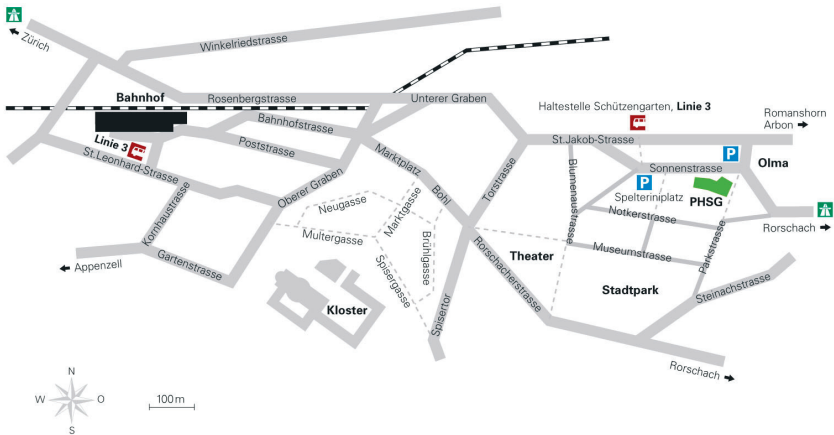 Zürich
Winkelriedstrasse
Bahnhof
Rosenbergstrasse
Unterer Graben
Haltestelle Schützengarten, Linie 3
Romanshorn
Arbon
Bahnhofstrasse
Linie 3
Poststrasse
St.Leonhard-Strasse
Marktplatz
St.Jakob-Strasse
P
Sonnenstrasse
Olma
P
Spelteriniplatz
PHSG
Oberer Graben
Bohl
Torstrasse
Blumenaustrasse
Neugasse
Marktgasse
Notkerstrasse
Kornhaustrasse
Multergasse
Brühlgasse
Rorschach
Theater
Museumstrasse
Parkstrasse
Appenzell
Gartenstrasse
Spisergasse
Rorschacherstrasse
Stadtpark
Steinachstrasse
Kloster
Spisertor
Rorschach
N
W
O
S
100 m